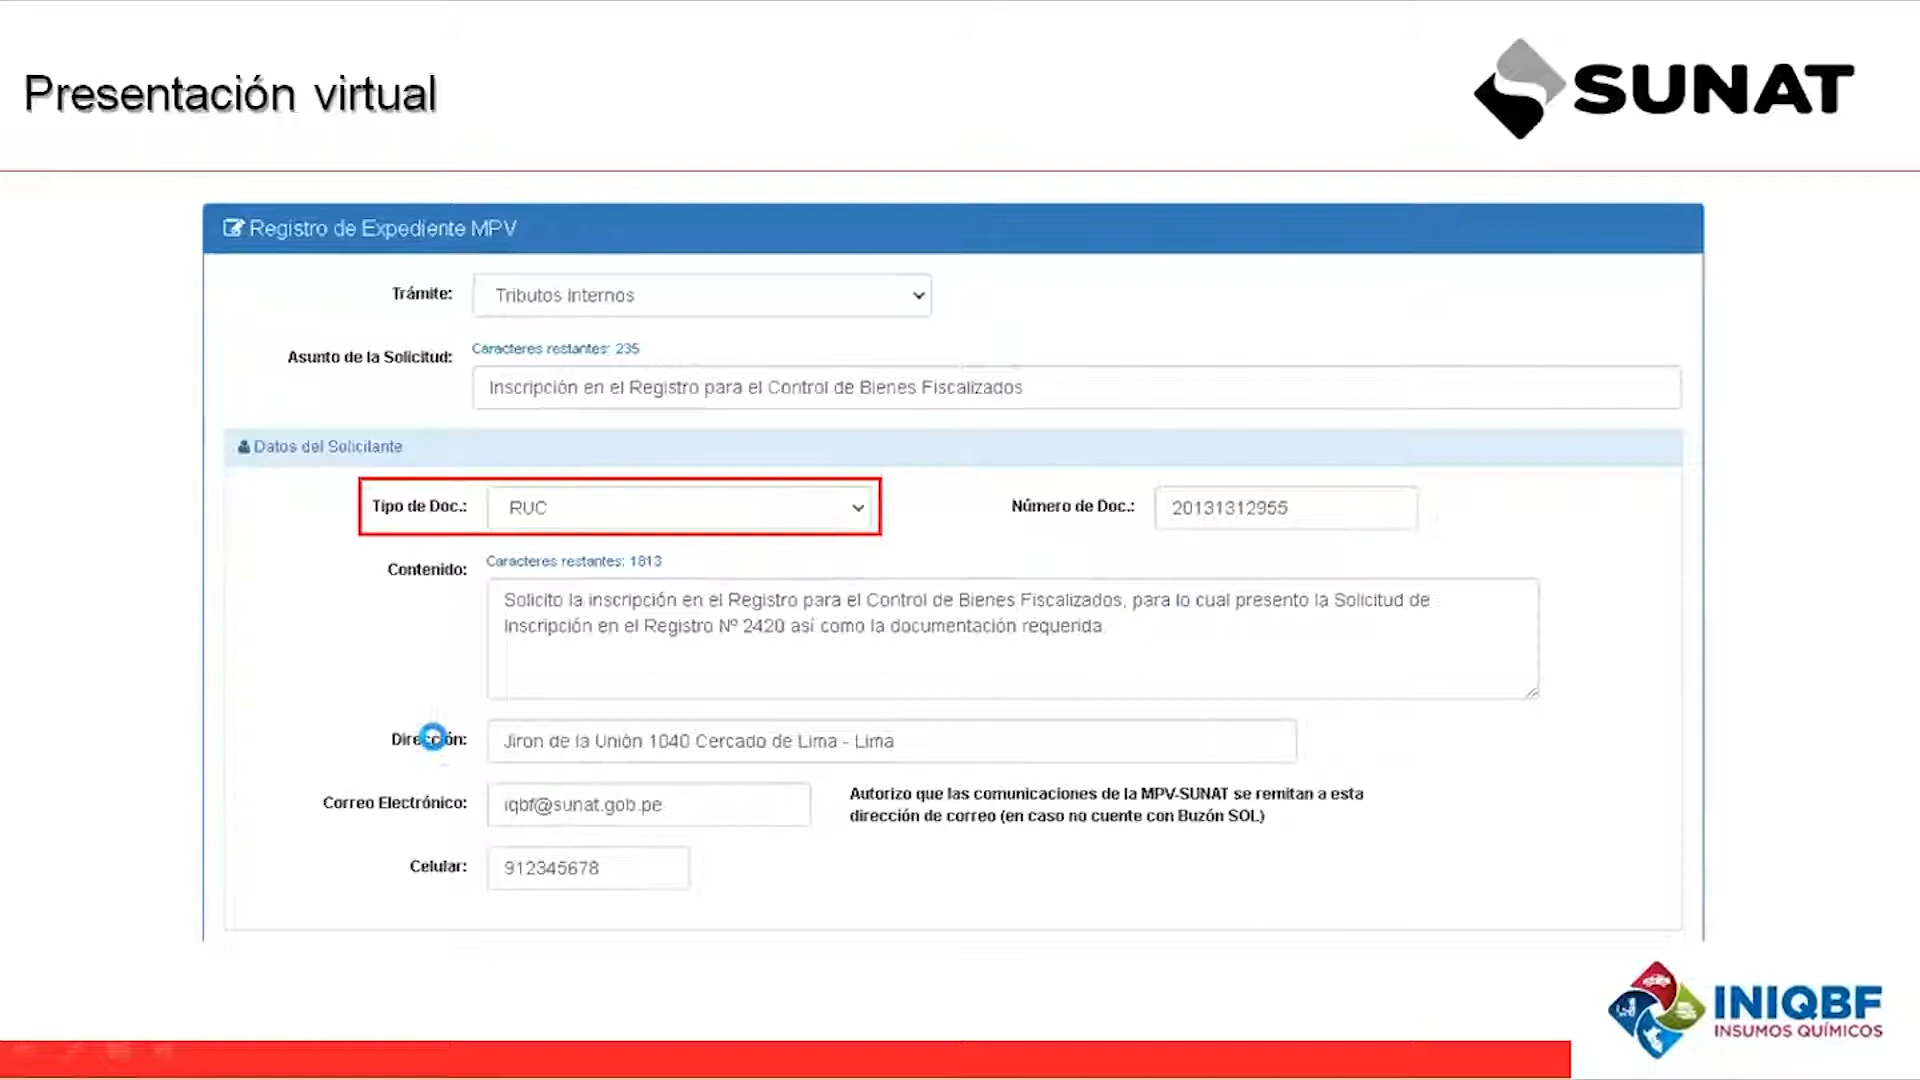 Presentación virtual
SUNAT
Registro de Expediente MPV
Trámite:
Tributos Internos
Asunto de la Solicitud:
Caracteres restantes: 235
Inscripción en el Registro para el Control de Bienes Fiscalizados
Datos del Solicitante
Tipo de Doc.:
RUC
Número de Doc.:
20131312955
Contenido:
Caracteres restantes: 1813
Solicito la inscripción en el Registro para el Control de Bienes Fiscalizados, para lo cual presento la Solicitud de
Inscripción en el Registro Nº 2420 así como la documentación requerida
Dirección:
Jiron de la Unión 1040 Cercado de Lima - Lima
Correo Electrónico:
iqbf@sunat.gob.pe
Autorizo que las comunicaciones de la MPV-SUNAT se remitan a esta
dirección de correo (en caso no cuente con Buzón SOL)
Celular:
912345678
INIQBF
INSUMOS QUÍMICOS